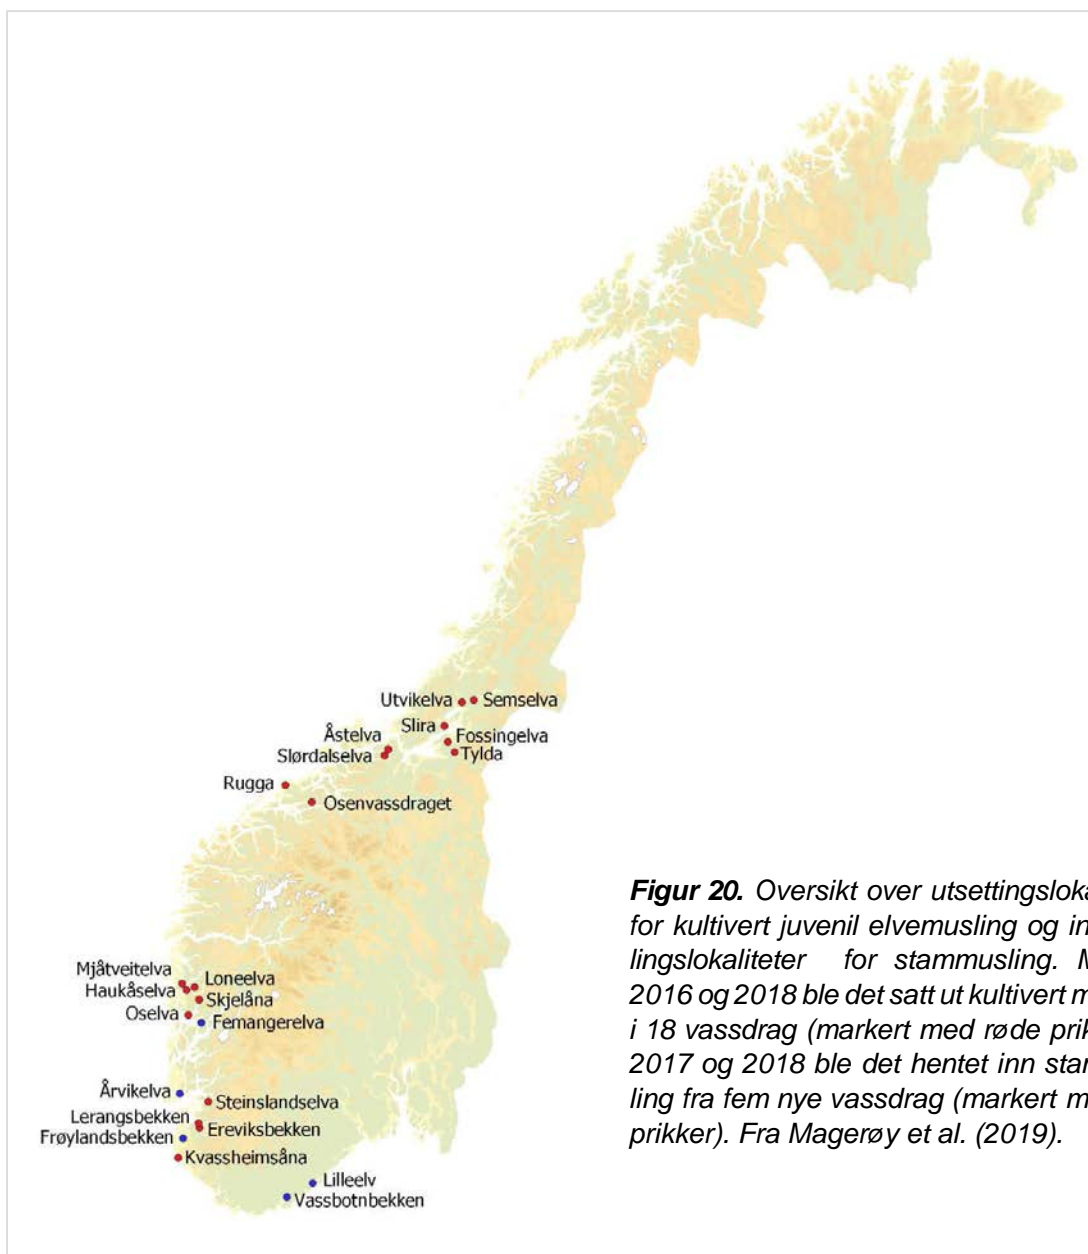 Utvikelva
Semselva
Slira
Fossingelva
Åstelva
Slørdalselva
Tylda
Rugga
Osenvassdraget
Mjåtveitelva
Loneelva
Haukåselva
Skjelåna
Oselva
Femangerelva
Årvikelva
Steinslandselva
Lerangsbekken
Ereviksbekken
Frøylandsbekken
Kvassheimsåna
Lilleelv
Vassbotnbekken
Figur 20. Oversikt over utsettingsloka
for kultivert juvenil elvemusling og in
lingslokaliteter for stammusling. M
2016 og 2018 ble det satt ut kultivert m
i 18 vassdrag (markert med røde prik
2017 og 2018 ble det hentet inn stam
ling fra fem nye vassdrag (markert m
prikker). Fra Magerøy et al. (2019).